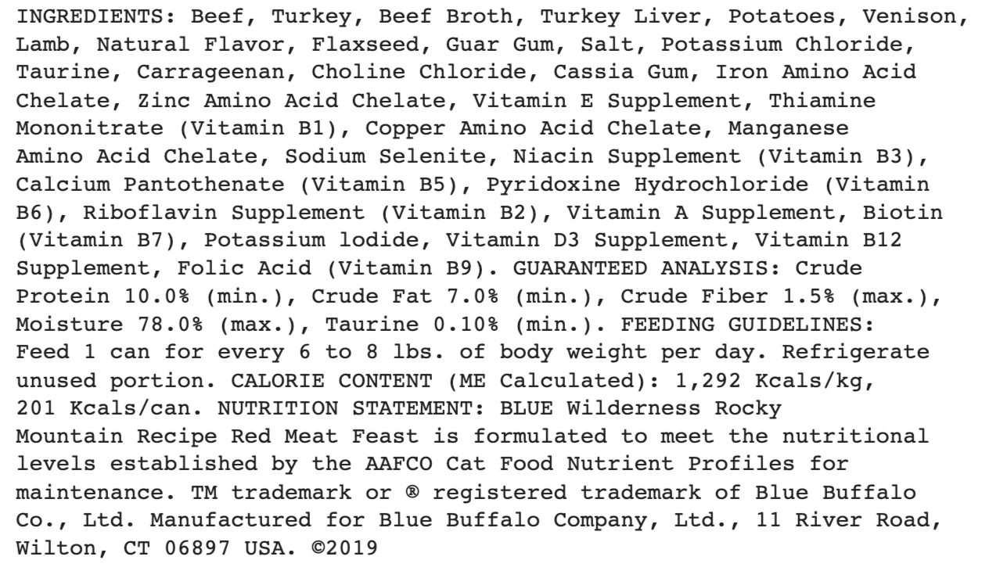 INGREDIENTS: Beef, Turkey, Beef Broth, Turkey Liver, Potatoes, Venison,
Lamb, Natural Flavor, Flaxseed, Guar Gum, Salt, Potassium Chloride,
Taurine, Carrageenan, Choline Chloride, Cassia Gum, Iron Amino Acid
Chelate, Zinc Amino Acid Chelate, Vitamin E Supplement, Thiamine
Mononitrate (Vitamin B1), Copper Amino Acid Chelate, Manganese
Amino Acid Chelate, Sodium Selenite, Niacin Supplement (Vitamin B3),
Calcium Pantothenate (Vitamin B5), Pyridoxine Hydrochloride (Vitamin
B6), Riboflavin Supplement (Vitamin B2), Vitamin A Supplement, Biotin
(Vitamin B7), Potassium lodide, Vitamin D3 Supplement, Vitamin B12
Supplement, Folic Acid (Vitamin B9). GUARANTEED ANALYSIS: Crude
Protein 10.0% (min.), Crude Fat 7.0% (min.), Crude Fiber 1.5% (max.),
Moisture 78.0% (max.), Taurine 0.10% (min.). FEEDING GUIDELINES:
Feed 1 can for every 6 to 8 lbs. of body weight per day. Refrigerate
unused portion. CALORIE CONTENT (ME Calculated): 1,292 Kcals/kg,
201 Kcals/can. NUTRITION STATEMENT: BLUE Wilderness Rocky
Mountain Recipe Red Meat Feast is formulated to meet the nutritional
levels established by the AAFCO Cat Food Nutrient Profiles for
maintenance. TM trademark or ® registered trademark of Blue Buffalo
Co., Ltd. Manufactured for Blue Buffalo Company, Ltd., 11 River Road,
Wilton, CT 06897 USA. ©2019